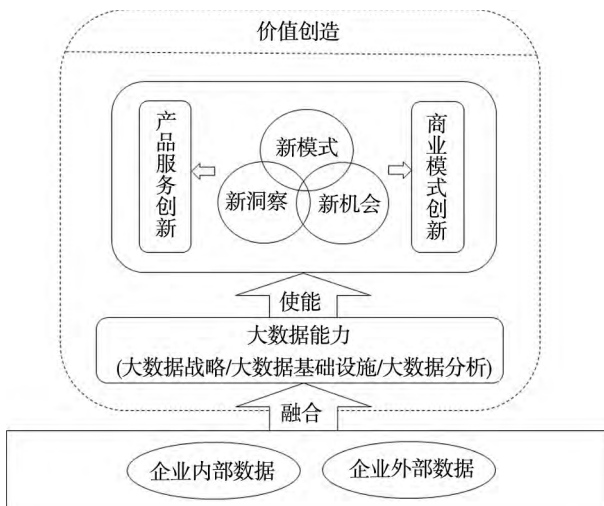 价值创造
产品服务创新
新模式
新洞察
新机会
商业模式创新
使能
大数据能力
(大数据战略/大数据基础设施/大数据分析)
融合
企业内部数据
企业外部数据